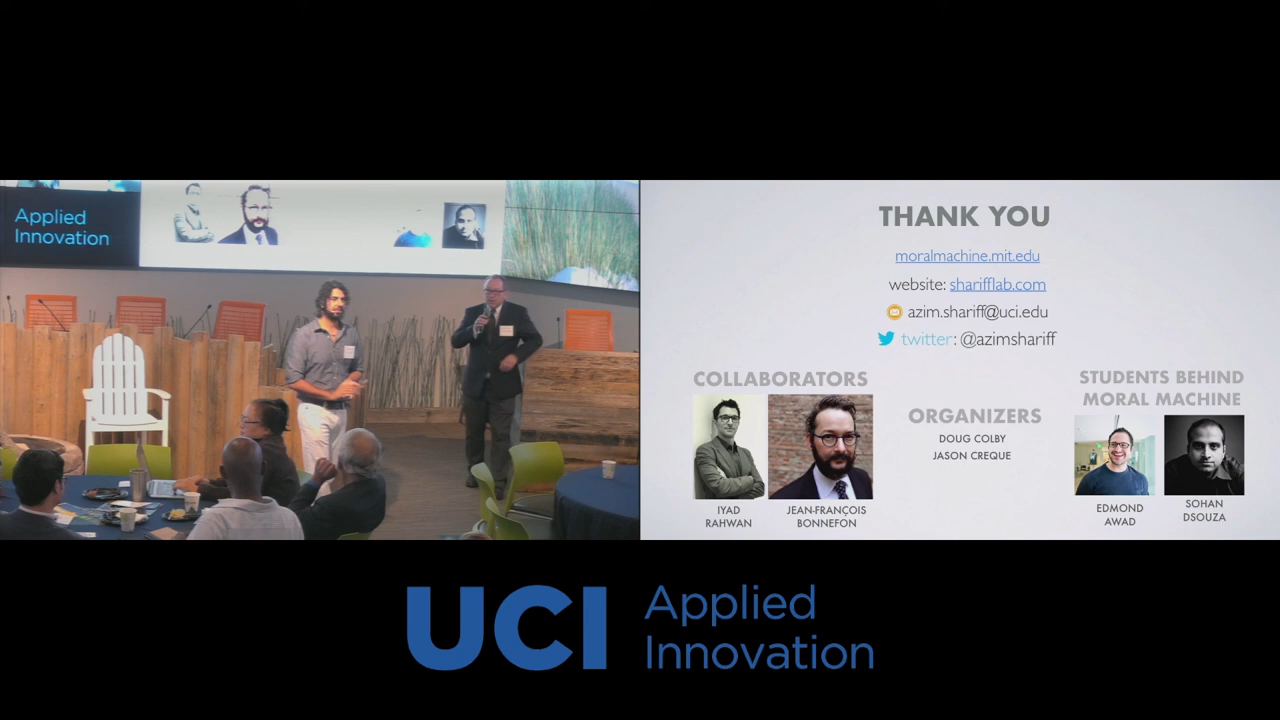 Applied
Innovation
THANK YOU
moralmachine.mit.edu
website: sharifflab.com
azim.shariff@uci.edu
twitter: @azimshariff
COLLABORATORS
IYAD
RAHWAN
JEAN-FRANÇOIS
BONNEFON
ORGANIZERS
DOUG COLBY
JASON CREQUE
STUDENTS BEHIND
MORAL MACHINE
EDMOND
AWAD
SOHAN
DSOUZA
UCI Applied
Innovation